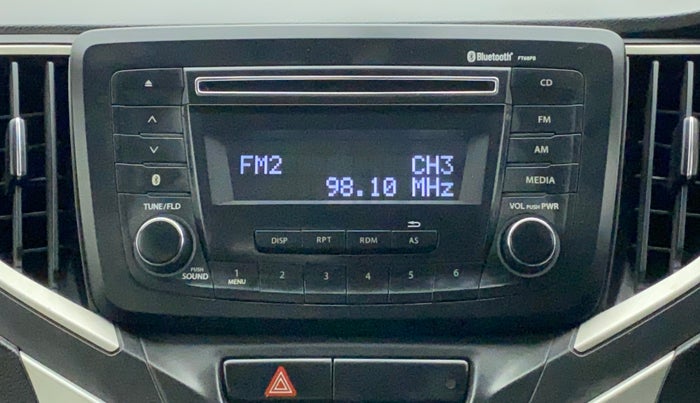 Bluetooth PY68PB
CD
FM
AM
MEDIA
FM2 CH3
98.10 MHz
TUNE/FLD
VOL PUSH PWR
DISP RPT RDM AS
PUSH
SOUND
1 2 3 4 5 6
MENU